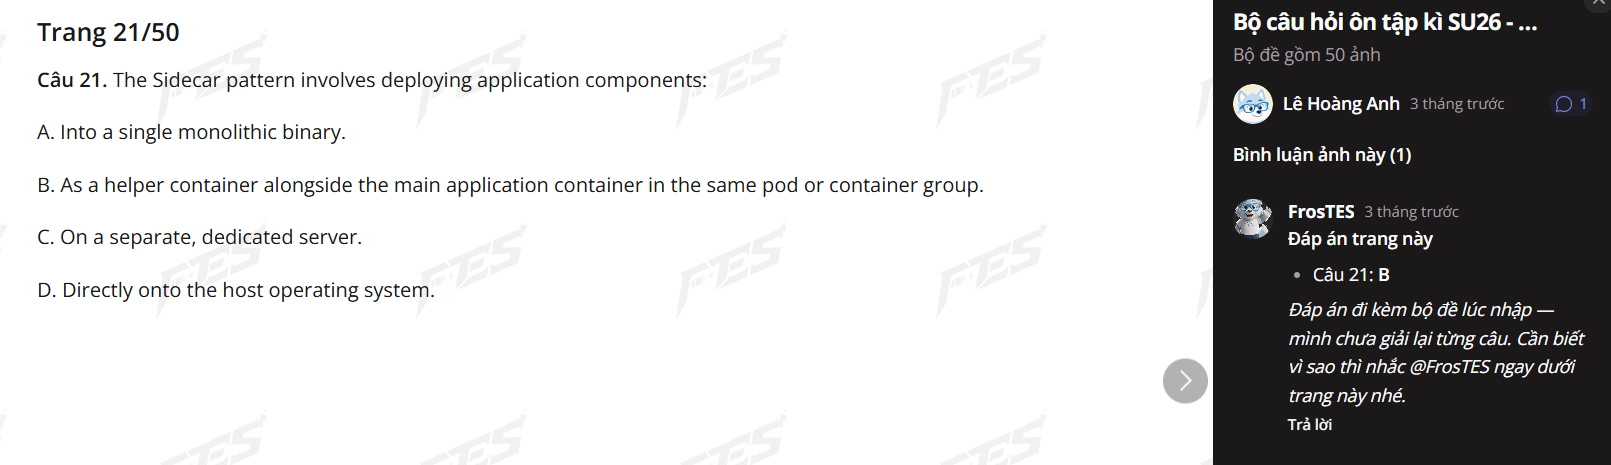 Trang 21/50
Câu 21. The Sidecar pattern involves deploying application components:
A. Into a single monolithic binary.
B. As a helper container alongside the main application container in the same pod or container group.
C. On a separate, dedicated server.
D. Directly onto the host operating system.
Bộ câu hỏi ôn tập kì SU26 - ...
Bộ đề gồm 50 ảnh
Lê Hoàng Anh 3 tháng trước 1
Bình luận ảnh này (1)
FrosTES 3 tháng trước
Đáp án trang này
• Câu 21: B
Đáp án đi kèm bộ đề lúc nhập —
mình chưa giải lại từng câu. Cần biết
vì sao thì nhắc @FrosTES ngay dưới
trang này nhé.
Trả lời